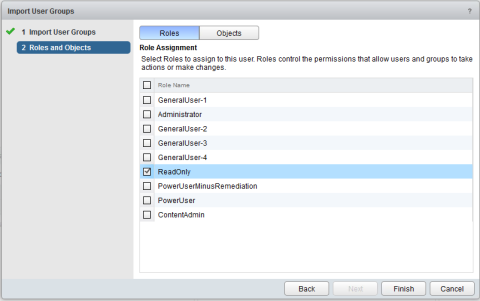 Import User Groups
?
1 Import User Groups
2 Roles and Objects
Roles
Objects
Role Assignment
Select Roles to assign to this user. Roles control the permissions that allow users and groups to take
actions or make changes.
Role Name
GeneralUser-1
Administrator
GeneralUser-2
GeneralUser-3
GeneralUser-4
ReadOnly
PowerUserMinusRemediation
PowerUser
ContentAdmin
Back
Next
Finish
Cancel